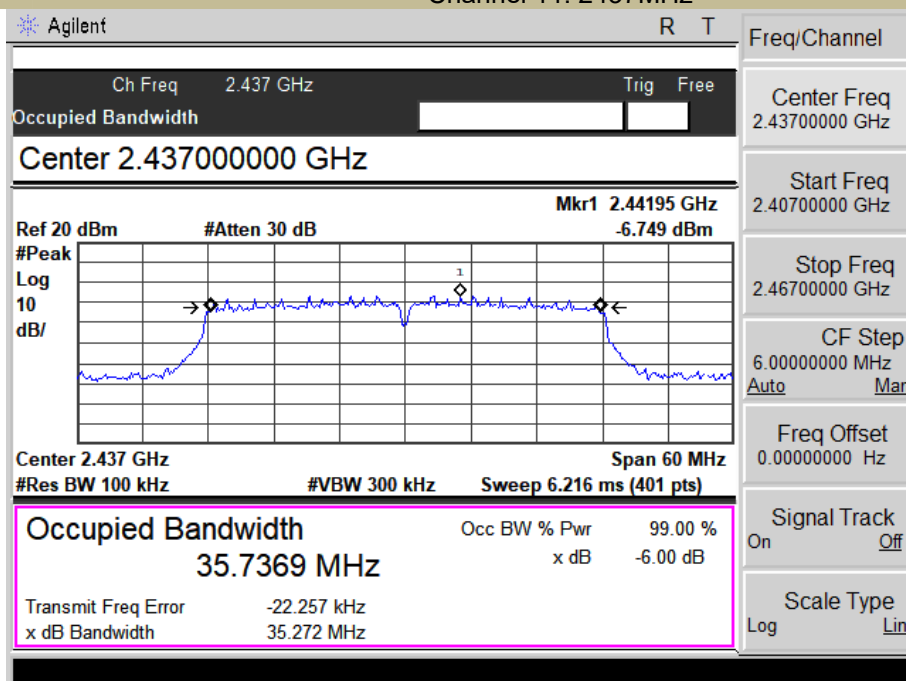 Agilent R T
Freq/Channel
Ch Freq 2.437 GHz Trig Free
Occupied Bandwidth
Center 2.437000000 GHz
Mkr1 2.44195 GHz
Ref 20 dBm #Atten 30 dB -6.749 dBm
#Peak
Log
10
dB/
1
Center 2.437 GHz Span 60 MHz
#Res BW 100 kHz #VBW 300 kHz Sweep 6.216 ms (401 pts)
Occupied Bandwidth
35.7369 MHz
Occ BW % Pwr 99.00 %
x dB -6.00 dB
Transmit Freq Error -22.257 kHz
x dB Bandwidth 35.272 MHz
Center Freq
2.43700000 GHz
Start Freq
2.40700000 GHz
Stop Freq
2.46700000 GHz
CF Step
6.00000000 MHz
Auto Man
Freq Offset
0.00000000 Hz
Signal Track
On Off
Scale Type
Log Lin